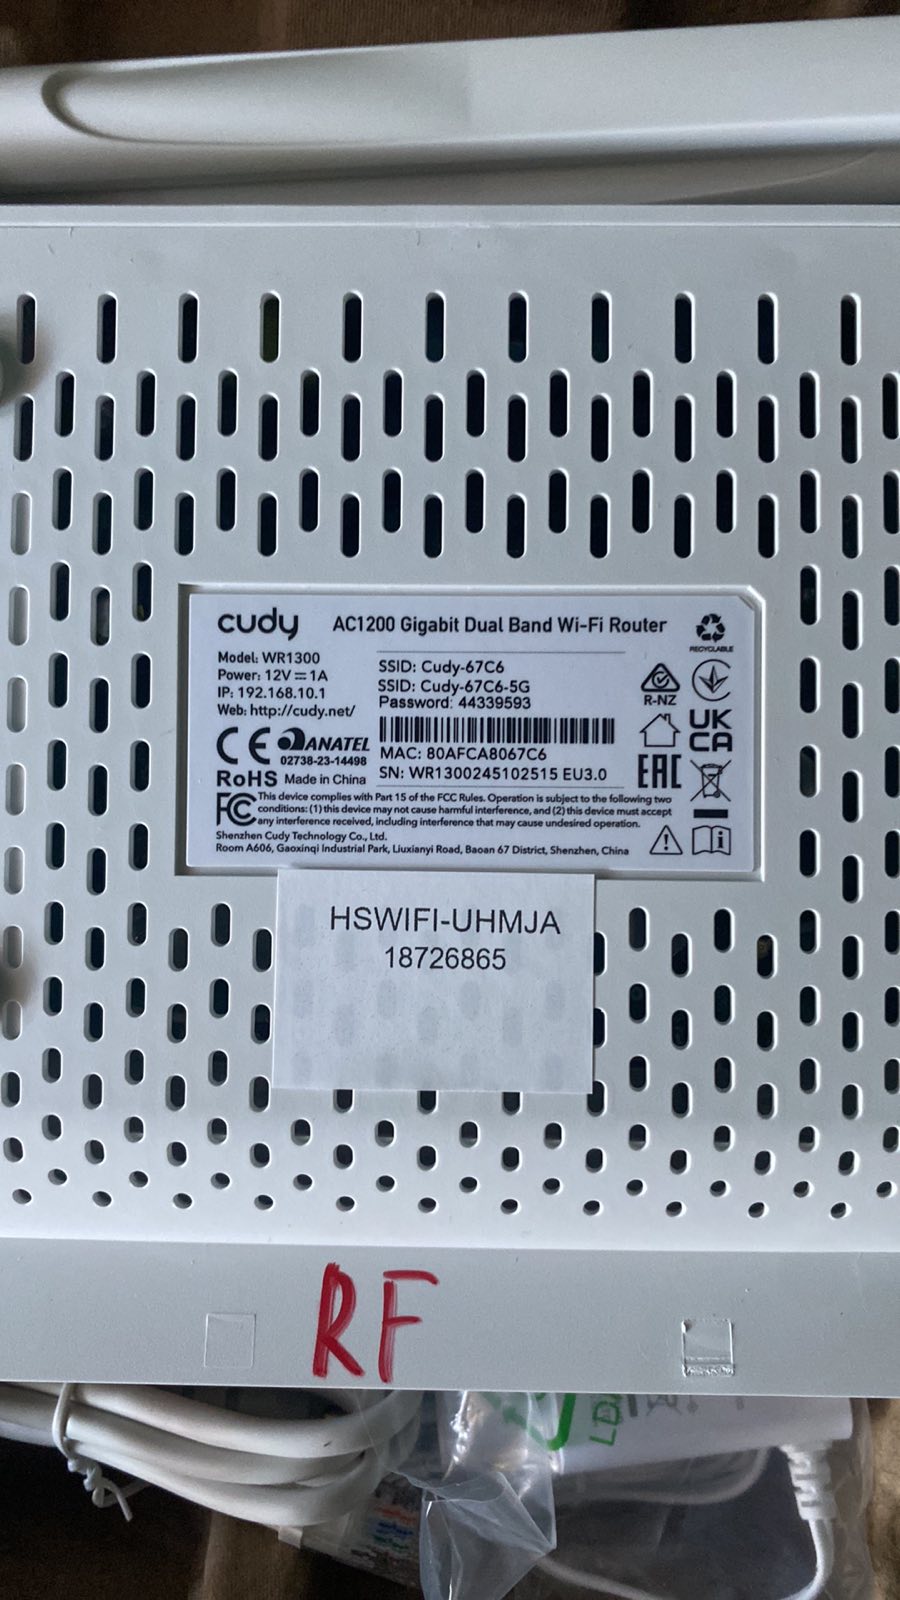 cudy AC1200 Gigabit Dual Band Wi-Fi Router
RECYCLABLE
Model: WR1300
Power: 12V⎓1A
IP: 192.168.10.1
Web: http://cudy.net/
SSID: Cudy-67C6
SSID: Cudy-67C6-5G
Password: 44339593
R-NZ
UK
CA
CE ANATEL
02738-23-14498
RoHS Made in China
MAC: 80AFCA8067C6
SN: WR1300245102515 EU3.0
EAC
FC This device complies with Part 15 of the FCC Rules. Operation is subject to the following two
conditions: (1) this device may not cause harmful interference, and (2) this device must accept
any interference received, including interference that may cause undesired operation.
Shenzhen Cudy Technology Co., Ltd.
Room A606, Gaoxinqi Industrial Park, Liuxianyi Road, Baoan 67 District, Shenzhen, China
HSWIFI-UHMJA
18726865
RF